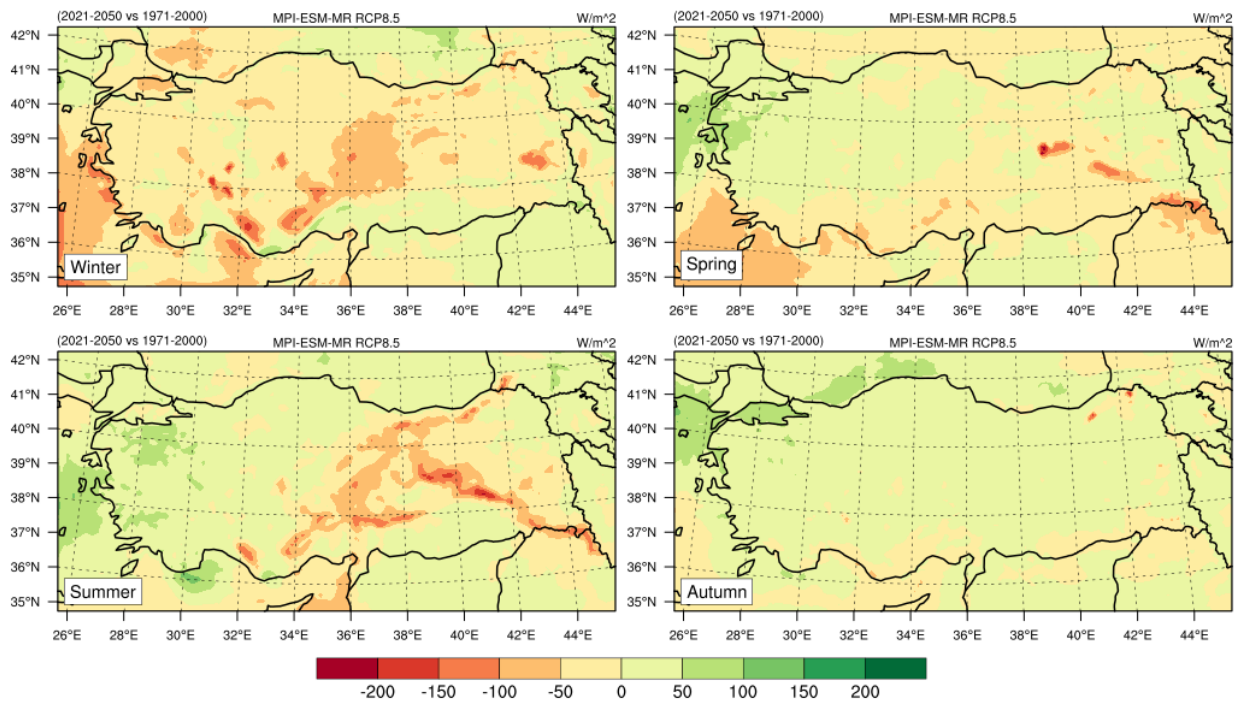 (2021-2050 vs 1971-2000) MPI-ESM-MR RCP8.5 W/m^2
42°N
41°N
40°N
39°N
38°N
37°N
36°N
35°N
Winter
26°E 28°E 30°E 32°E 34°E 36°E 38°E 40°E 42°E 44°E
(2021-2050 vs 1971-2000) MPI-ESM-MR RCP8.5 W/m^2
42°N
41°N
40°N
39°N
38°N
37°N
36°N
35°N
Spring
26°E 28°E 30°E 32°E 34°E 36°E 38°E 40°E 42°E 44°E
(2021-2050 vs 1971-2000) MPI-ESM-MR RCP8.5 W/m^2
42°N
41°N
40°N
39°N
38°N
37°N
36°N
35°N
Summer
26°E 28°E 30°E 32°E 34°E 36°E 38°E 40°E 42°E 44°E
(2021-2050 vs 1971-2000) MPI-ESM-MR RCP8.5 W/m^2
42°N
41°N
40°N
39°N
38°N
37°N
36°N
35°N
Autumn
26°E 28°E 30°E 32°E 34°E 36°E 38°E 40°E 42°E 44°E
-200 -150 -100 -50 0 50 100 150 200